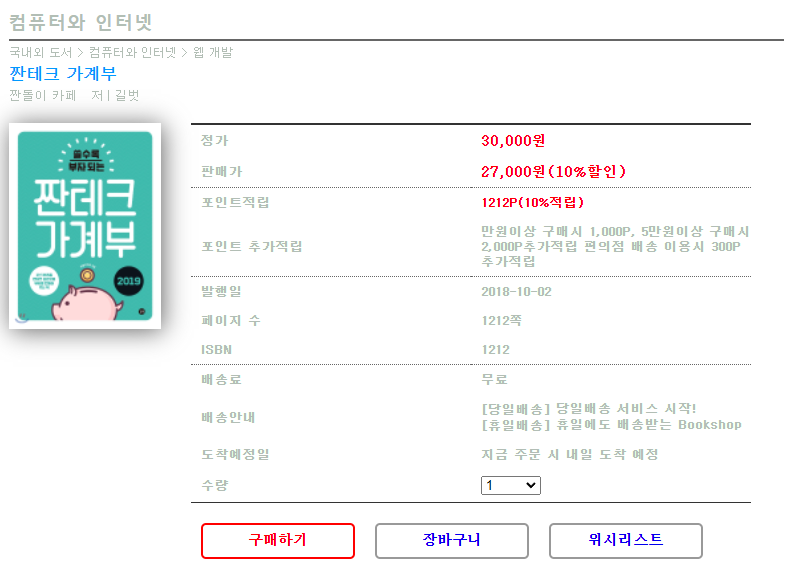 컴퓨터와 인터넷
국내외 도서 > 컴퓨터와 인터넷 > 웹 개발
짠테크 가계부
짠돌이 카페 저 | 길벗
쓸수록
부자 되는
짠테크
가계부
2019
정가 30,000원
판매가 27,000원(10%할인)
포인트적립 1212P(10%적립)
포인트 추가적립 만원이상 구매시 1,000P, 5만원이상 구매시
2,000P추가적립 편의점 배송 이용시 300P
추가적립
발행일 2018-10-02
페이지 수 1212쪽
ISBN 1212
배송료 무료
배송안내 [당일배송] 당일배송 서비스 시작!
[휴일배송] 휴일에도 배송받는 Bookshop
도착예정일 지금 주문 시 내일 도착 예정
수량 1
구매하기 장바구니 위시리스트